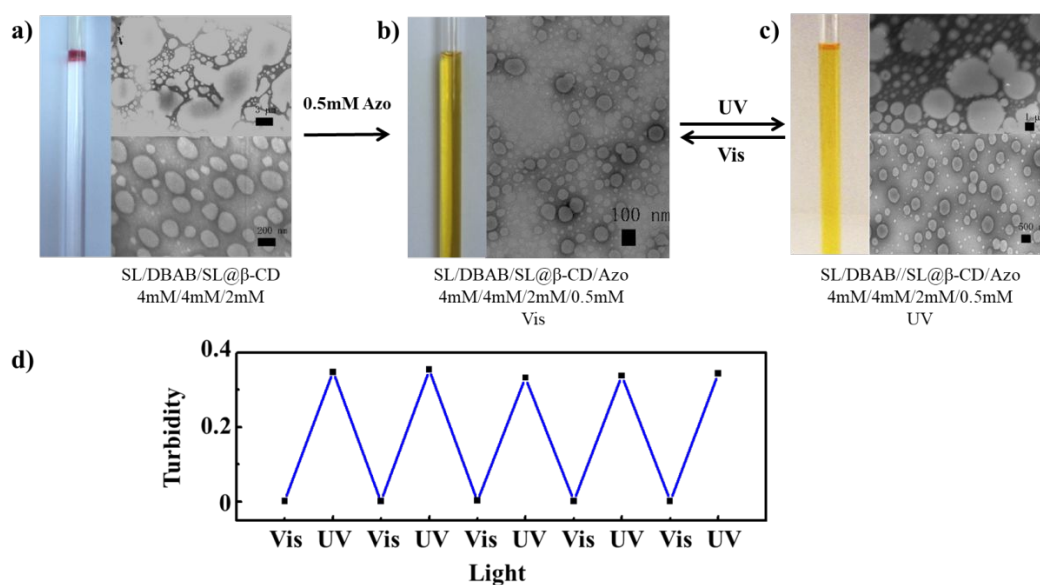 a)
b)
c)
200 nm
0.5mM Azo
100 nm
UV
Vis
SL/DBAB/SL@β-CD
4mM/4mM/2mM
SL/DBAB/SL@β-CD/Azo
4mM/4mM/2mM/0.5mM
Vis
SL/DBAB//SL@β-CD/Azo
4mM/4mM/2mM/0.5mM
UV
d)
Turbidity
0.4
0.2
0
Vis UV Vis UV Vis UV Vis UV Vis UV
Light